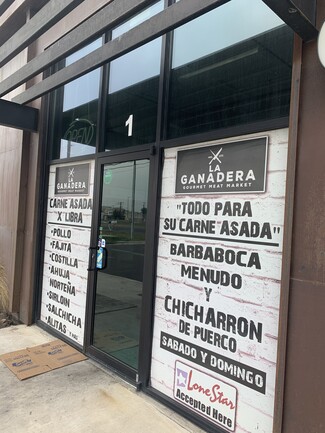 OPEN
1
LA
GANADERA
GOURMET MEAT MARKET
CARNE ASADA
X LIBRA
• POLLO
• FAJITA
• COSTILLA
• AHUJA
NORTEÑA
• SIRLOIN
• SALCHICHA
• ALITAS
LA
GANADERA
GOURMET MEAT MARKET
"TODO PARA
SU CARNE ASADA"
BARBABOCA
MENUDO
Y
CHICHARRON
DE PUERCO
SABADO Y DOMINGO
Lone Star
Accepted Here